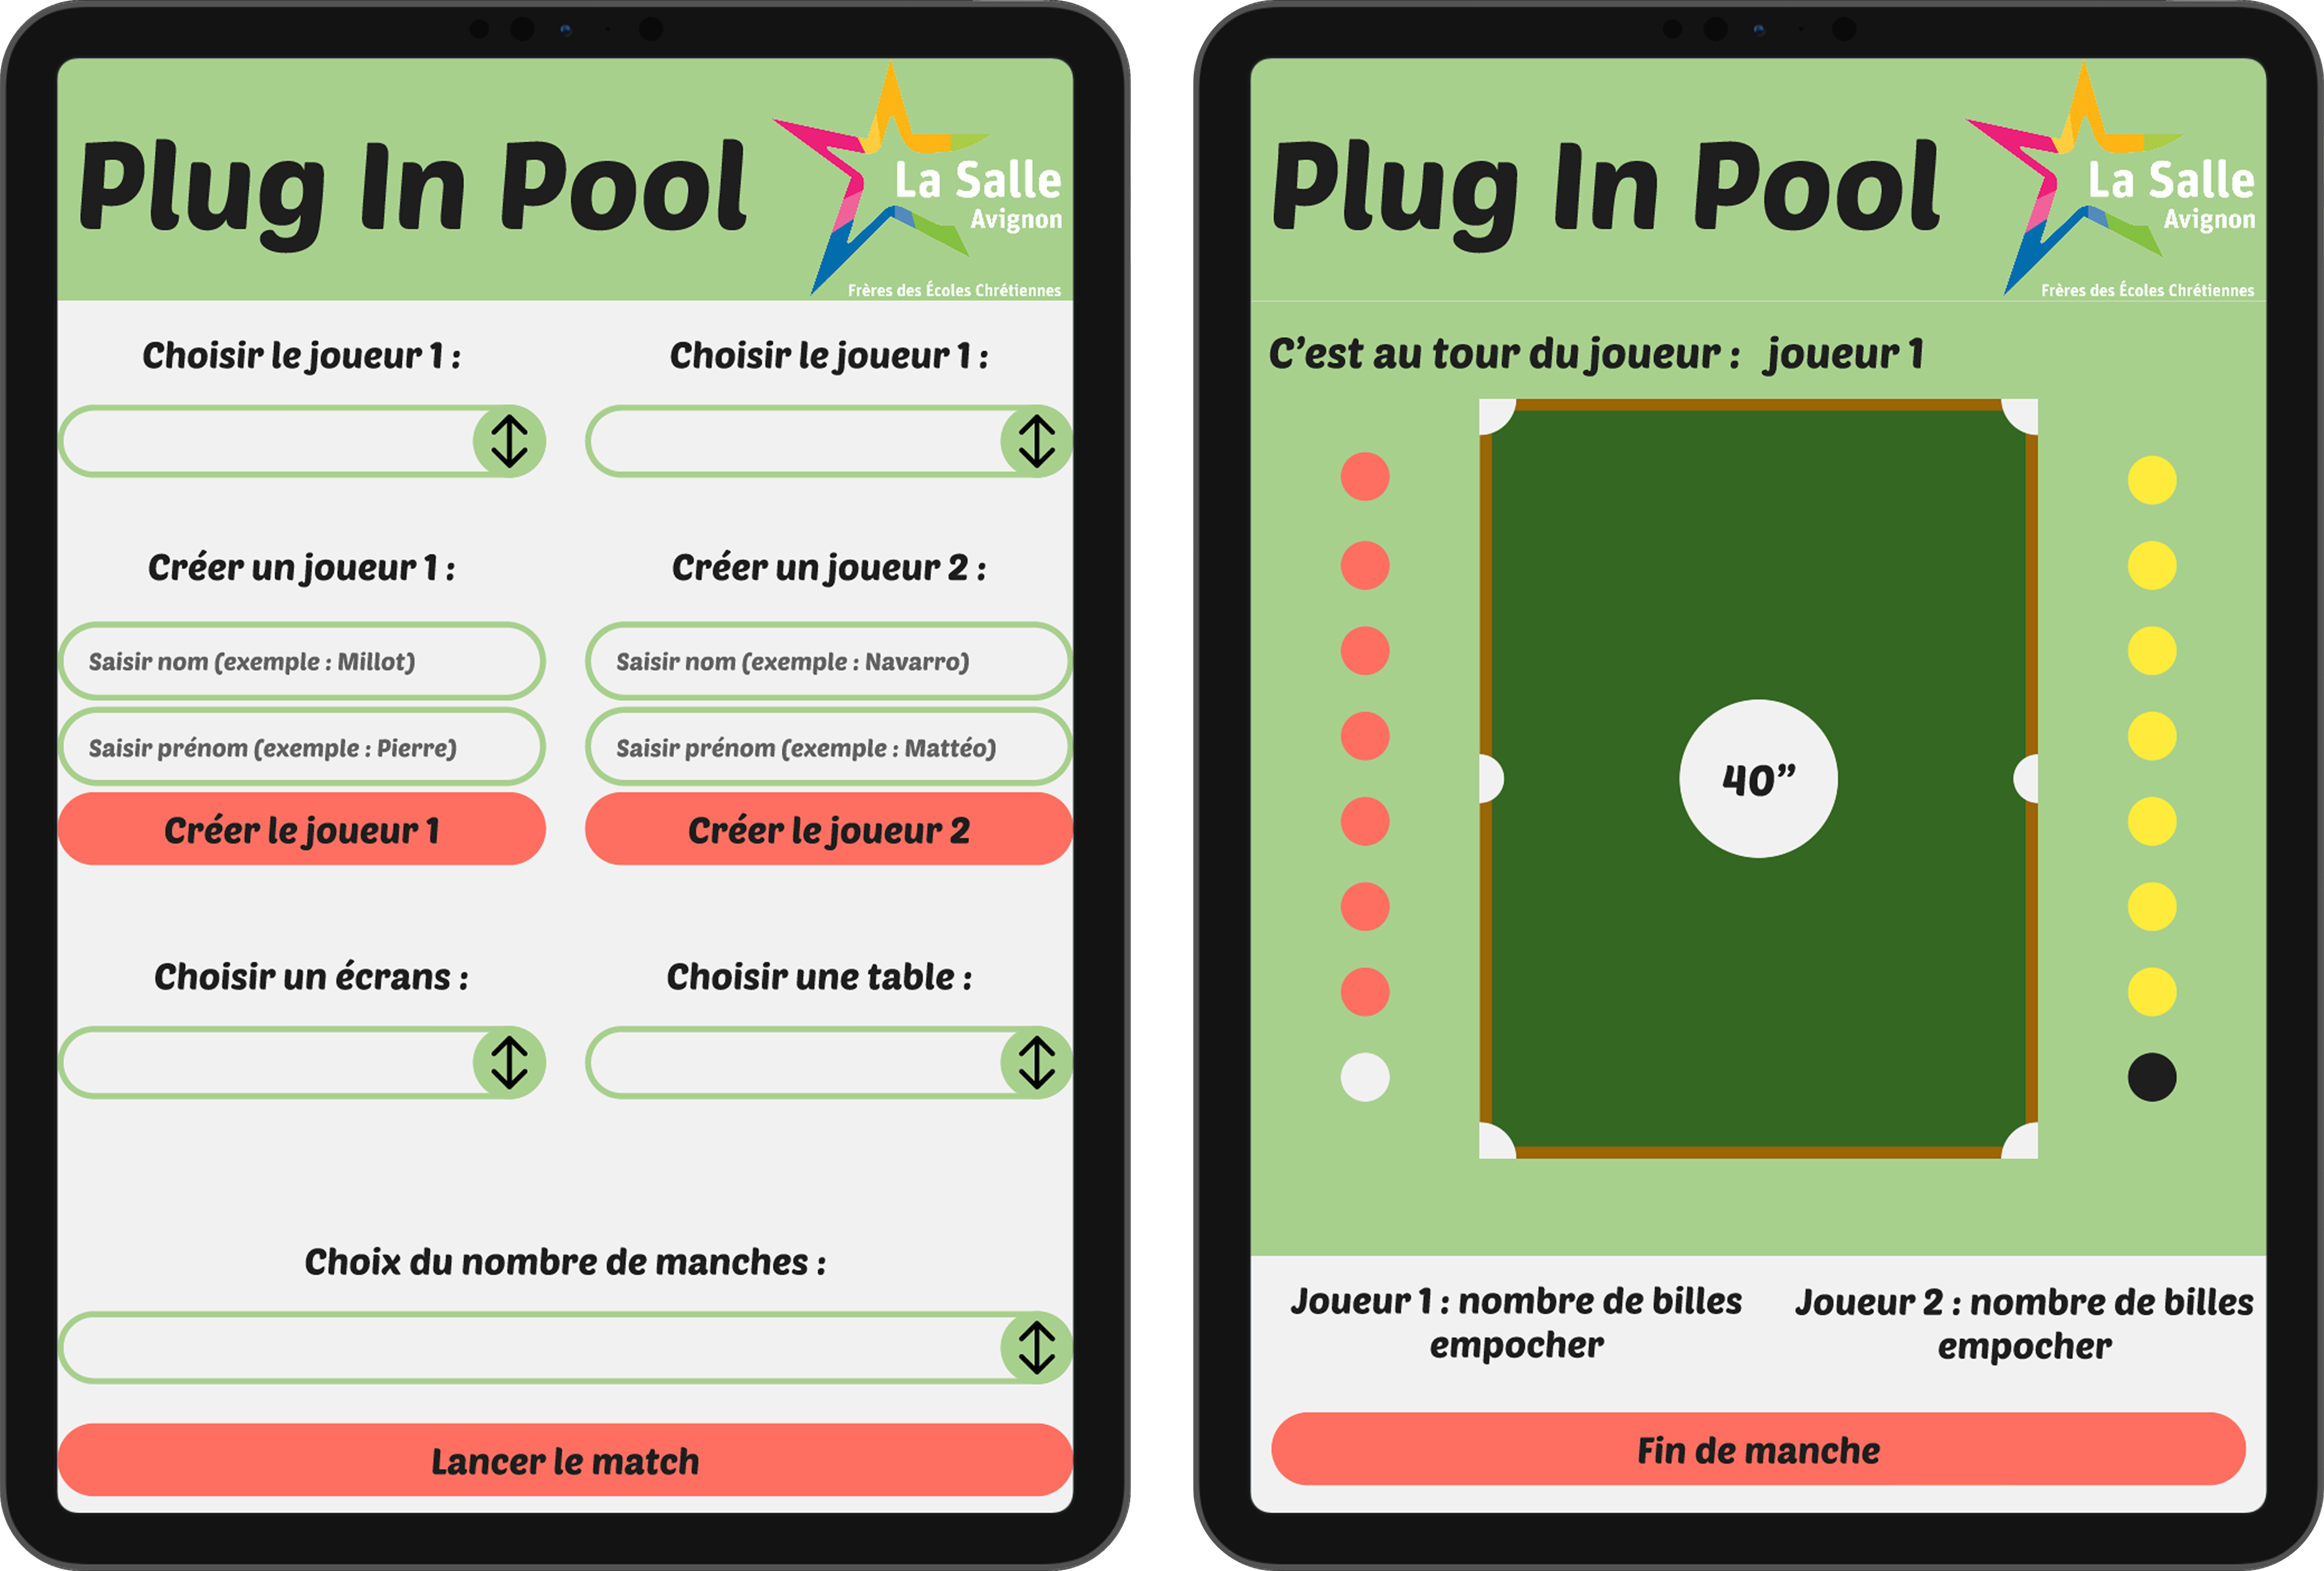 Plug In Pool
La Salle
Avignon
Frères des Écoles Chrétiennes
Choisir le joueur 1 :
Choisir le joueur 1 :
Créer un joueur 1 :
Créer un joueur 2 :
Saisir nom (exemple : Millot)
Saisir nom (exemple : Navarro)
Saisir prénom (exemple : Pierre)
Saisir prénom (exemple : Mattéo)
Créer le joueur 1
Créer le joueur 2
Choisir un écrans :
Choisir une table :
Choix du nombre de manches :
Lancer le match
Plug In Pool
La Salle
Avignon
Frères des Écoles Chrétiennes
C’est au tour du joueur : joueur 1
40”
Joueur 1 : nombre de billes
empocher
Joueur 2 : nombre de billes
empocher
Fin de manche